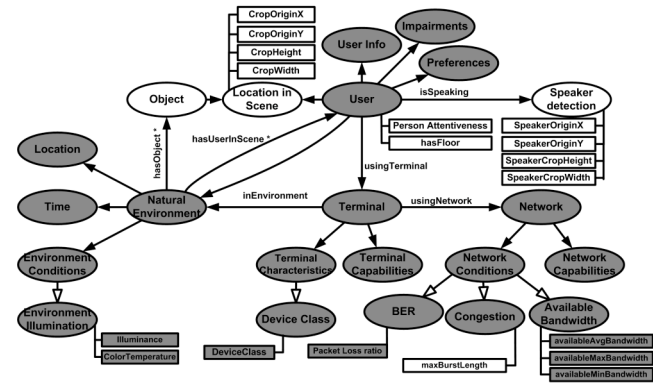 CropOriginX
CropOriginY
CropHeight
CropWidth
User Info
Impairments
Preferences
Object
Location in
Scene
User
isSpeaking
Speaker
detection
Person Attentiveness
hasFloor
SpeakerOriginX
SpeakerOriginY
SpeakerCropHeight
SpeakerCropWidth
hasObject *
hasUserInScene *
usingTerminal
Location
Time
Natural
Environment
inEnvironment
Terminal
usingNetwork
Network
Environment
Conditions
Terminal
Characteristics
Terminal
Capabilities
Network
Conditions
Network
Capabilities
Environment
Illumination
Illuminance
ColorTemperature
Device Class
DeviceClass
BER
Packet Loss ratio
Congestion
maxBurstLength
Available
Bandwidth
availableAvgBandwidth
availableMaxBandwidth
availableMinBandwidth